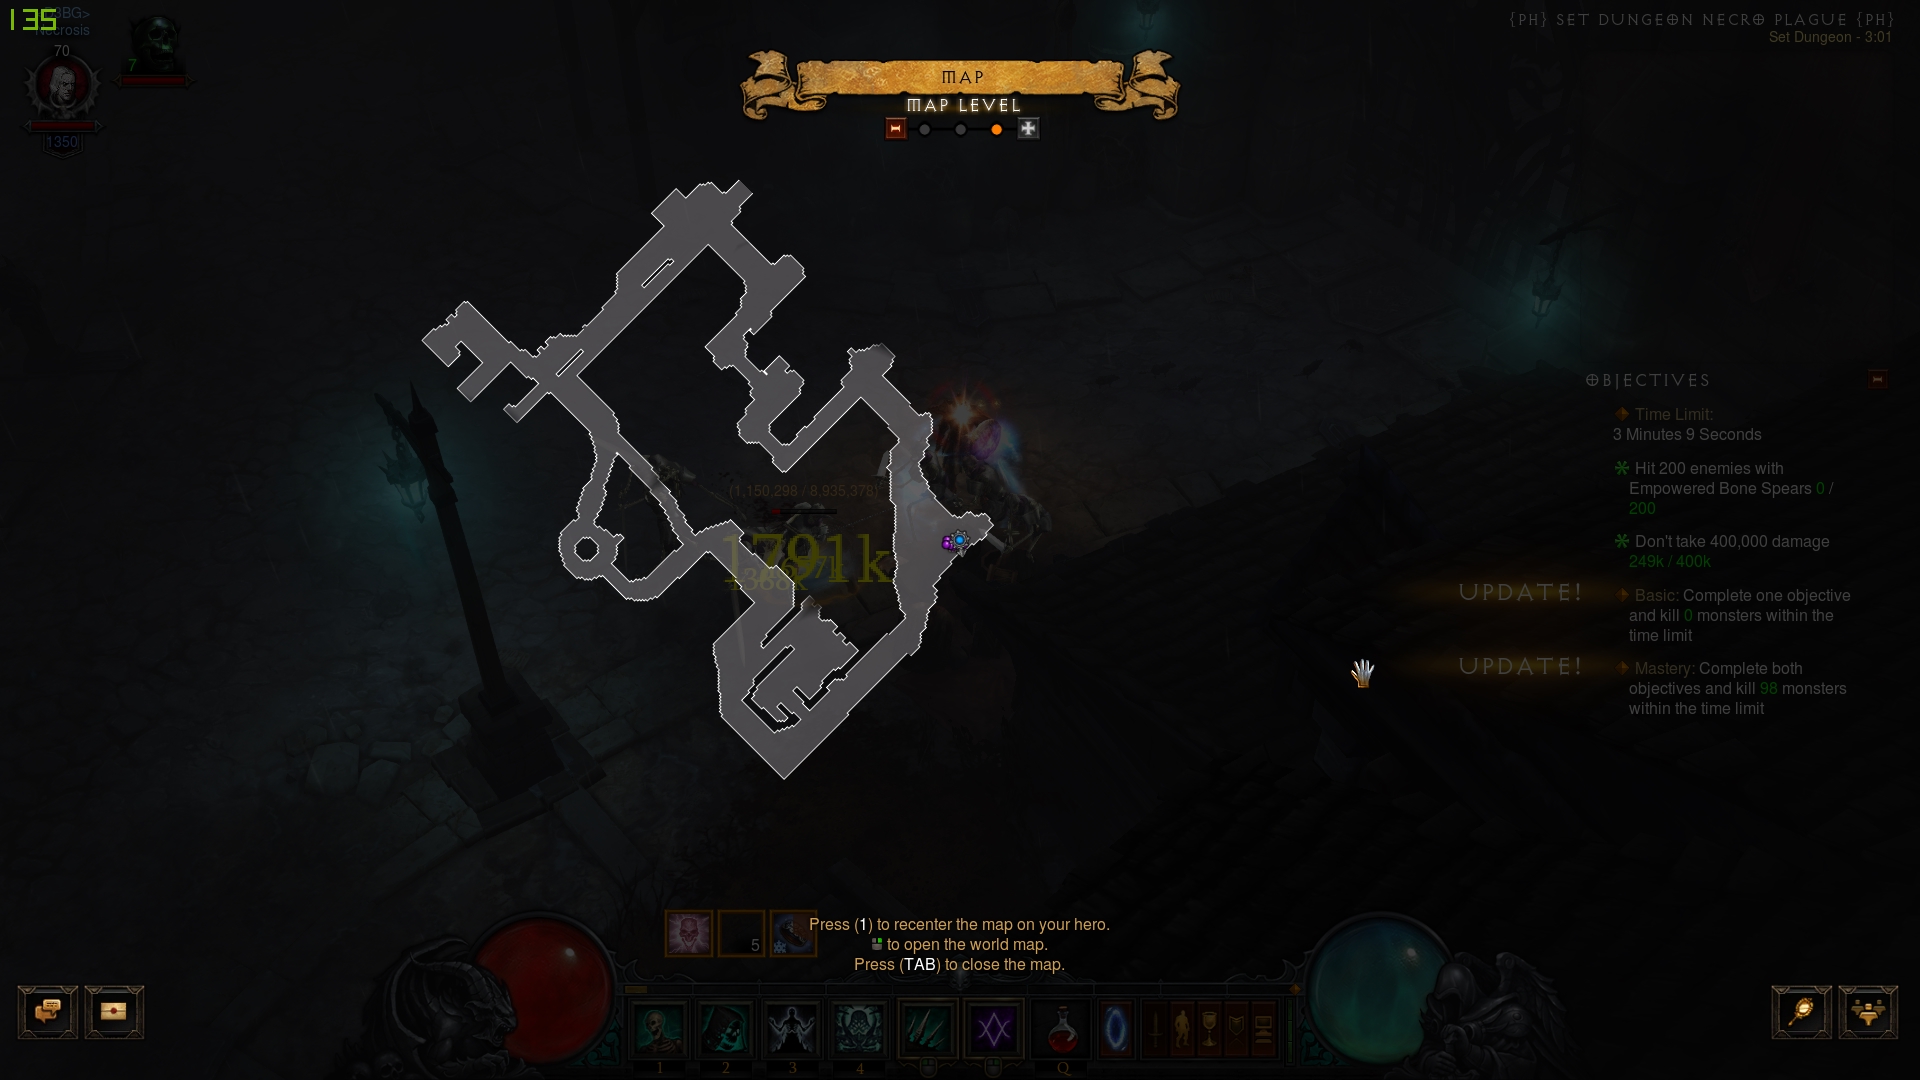 135
D3BG>
Necrosis
70
7
1350
{PH} SET DUNGEON NECRO PLAGUE {PH}
Set Dungeon - 3:01
MAP
MAP LEVEL
OBJECTIVES
Time Limit:
3 Minutes 9 Seconds
Hit 200 enemies with
Empowered Bone Spears 0 /
200
Don't take 400,000 damage
249k / 400k
UPDATE!
Basic: Complete one objective
and kill 0 monsters within the
time limit
UPDATE!
Mastery: Complete both
objectives and kill 98 monsters
within the time limit
(1,150,298 / 8,935,378)
1791k
5
Press (1) to recenter the map on your hero.
to open the world map.
Press (TAB) to close the map.
1 2 3 4 Q